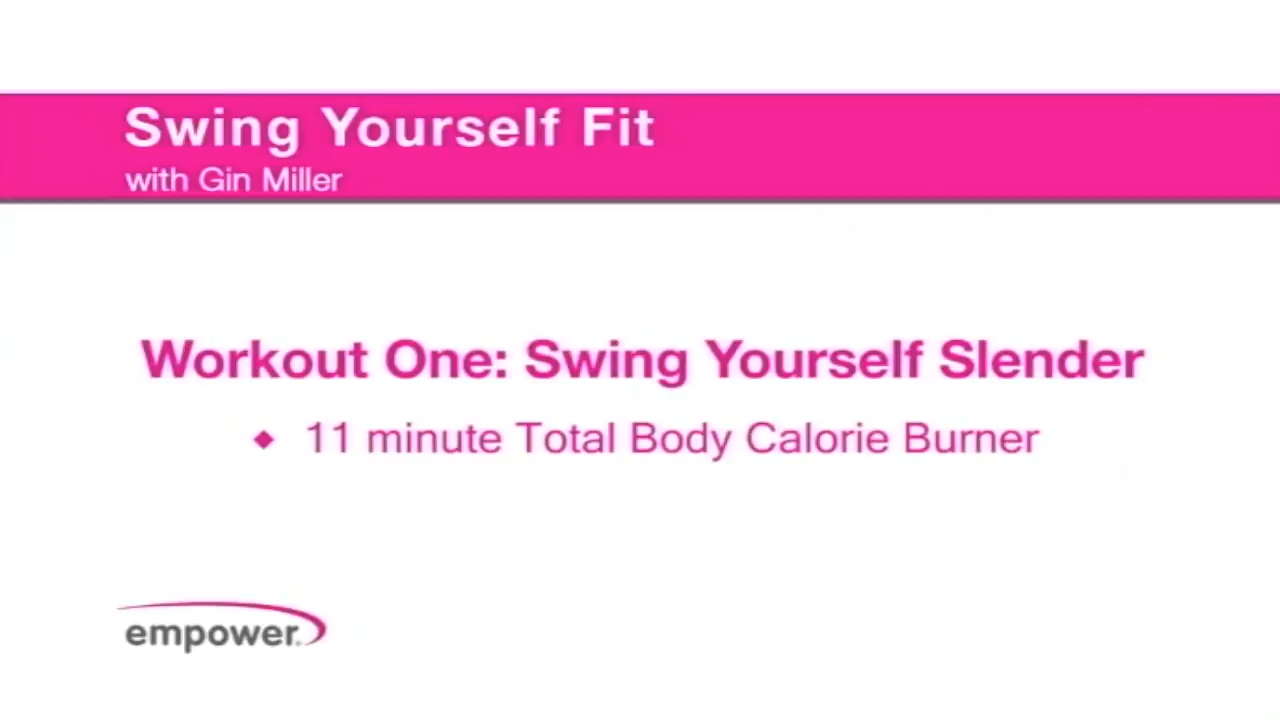 Swing Yourself Fit
with Gin Miller
Workout One: Swing Yourself Slender
◆ 11 minute Total Body Calorie Burner
empower®